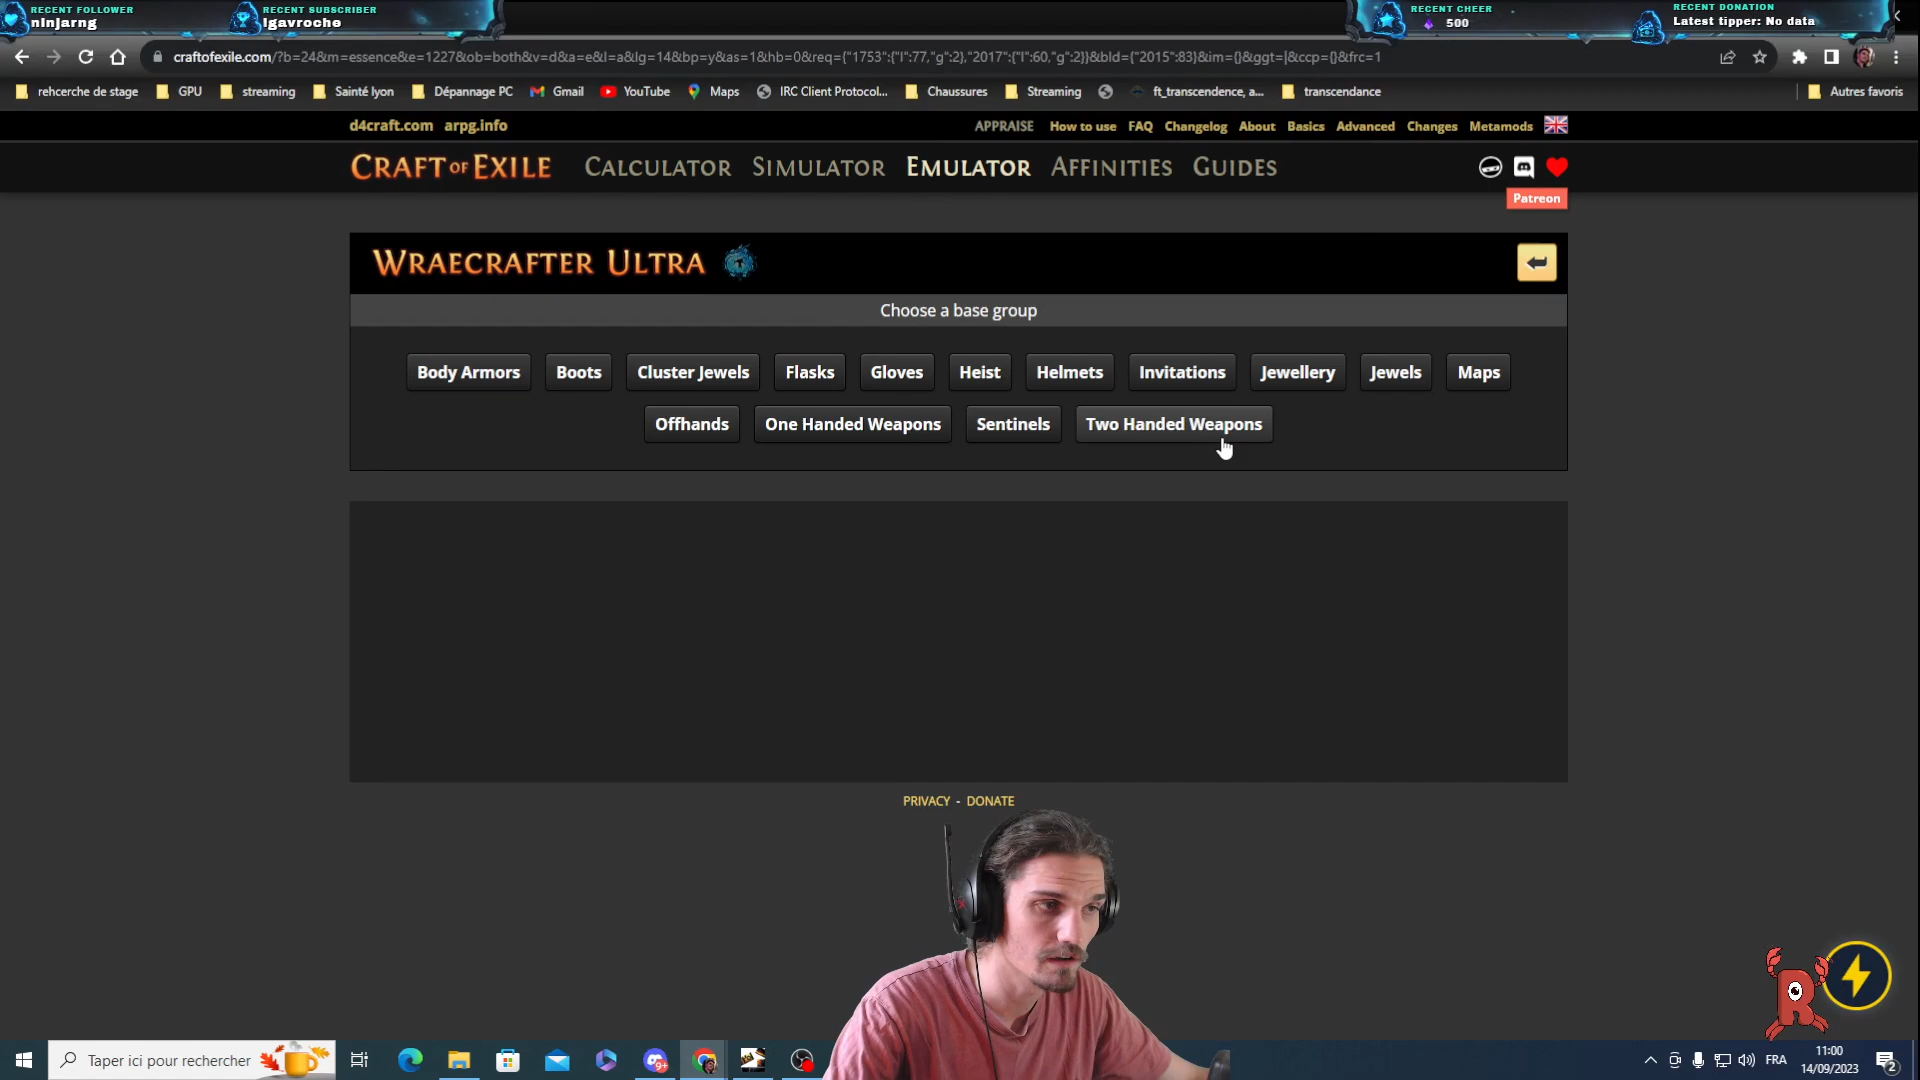 RECENT FOLLOWER
ninjarng
RECENT SUBSCRIBER
lgavroche
RECENT CHEER
500
RECENT DONATION
Latest tipper: No data
craftofexile.com/?b=24&m=essence&e=1227&ob=both&v=d&a=e&l=a&lg=14&bp=y&as=1&hb=0&req={"1753":{"l":77,"g":2},"2017":{"l":60,"g":2}}&bld={"2015":83}&im={}&ggt=|&ccp={}&frc=1
rehcerche de stage
GPU
streaming
Sainté lyon
Dépannage PC
Gmail
YouTube
Maps
IRC Client Protocol...
Chaussures
Streaming
ft_transcendence, a...
transcendance
Autres favoris
d4craft.com arpg.info
APPRAISE How to use FAQ Changelog About Basics Advanced Changes Metamods
CRAFT OF EXILE CALCULATOR SIMULATOR EMULATOR AFFINITIES GUIDES
Patreon
WRAECRAFTER ULTRA
Choose a base group
Body Armors Boots Cluster Jewels Flasks Gloves Heist Helmets Invitations Jewellery Jewels Maps
Offhands One Handed Weapons Sentinels Two Handed Weapons
PRIVACY - DONATE
R
Taper ici pour rechercher
9+
FRA
11:00
14/09/2023
2